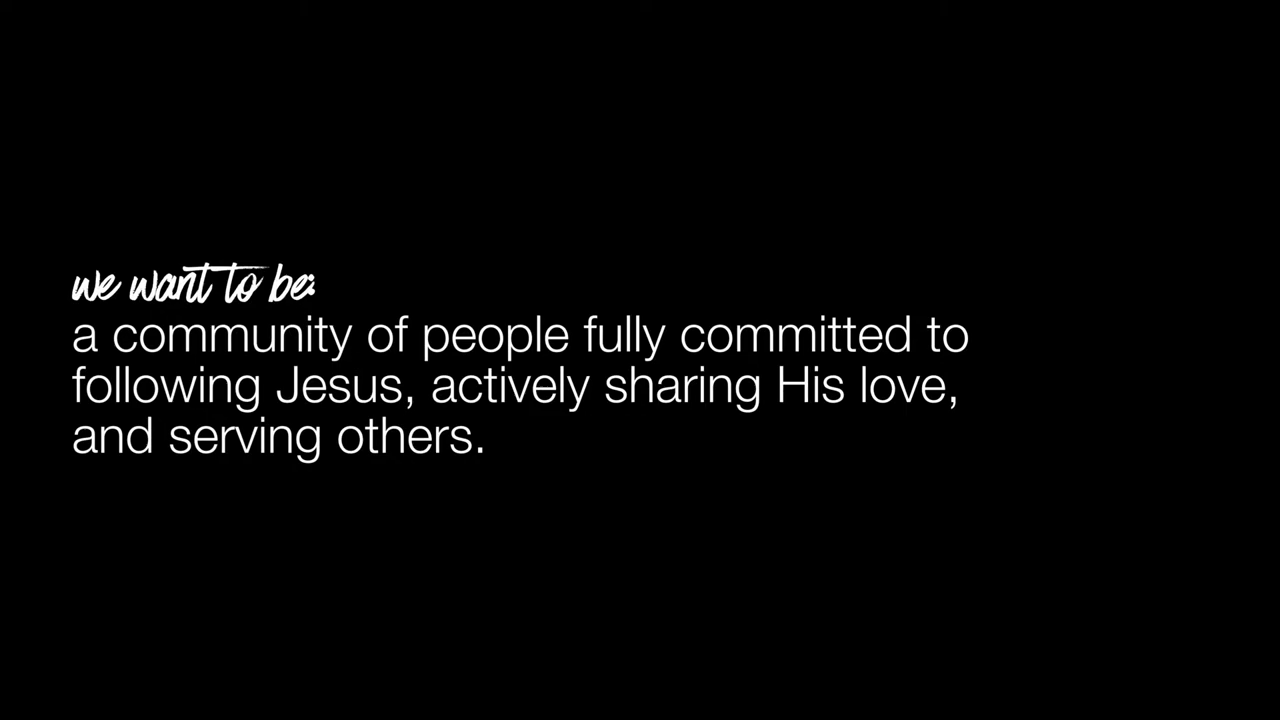 we want to be:
a community of people fully committed to
following Jesus, actively sharing His love,
and serving others.